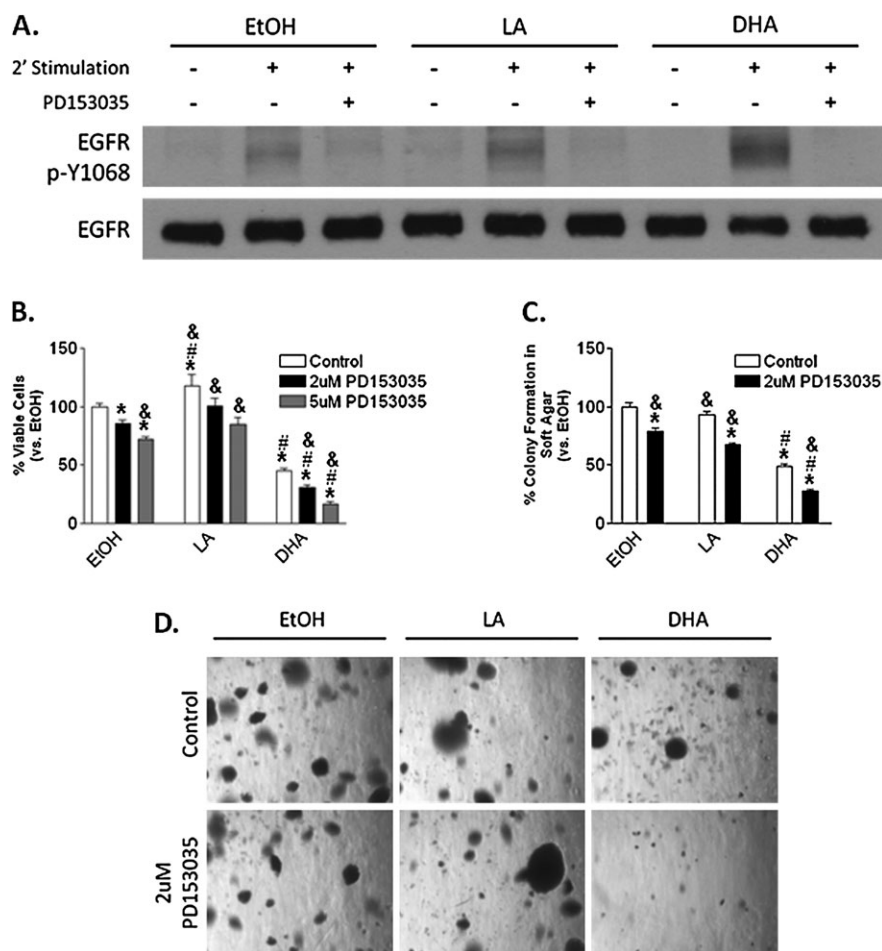 A.
EtOH LA DHA
2' Stimulation - + + - + + - + +
PD153035 - - + - - + - - +
EGFR
p-Y1068
EGFR
B.
% Viable Cells
(vs. EtOH)
150
100
50
0
Control
2uM PD153035
5uM PD153035
*
&
*
&
#
*
&
&
#
*
&
#
*
&
#
*
EtOH
LA
DHA
C.
% Colony Formation in
Soft Agar
(vs. EtOH)
150
100
50
0
Control
2uM PD153035
&
*
&
&
*
#
*
&
#
*
EtOH
LA
DHA
D.
EtOH LA DHA
Control
2uM
PD153035